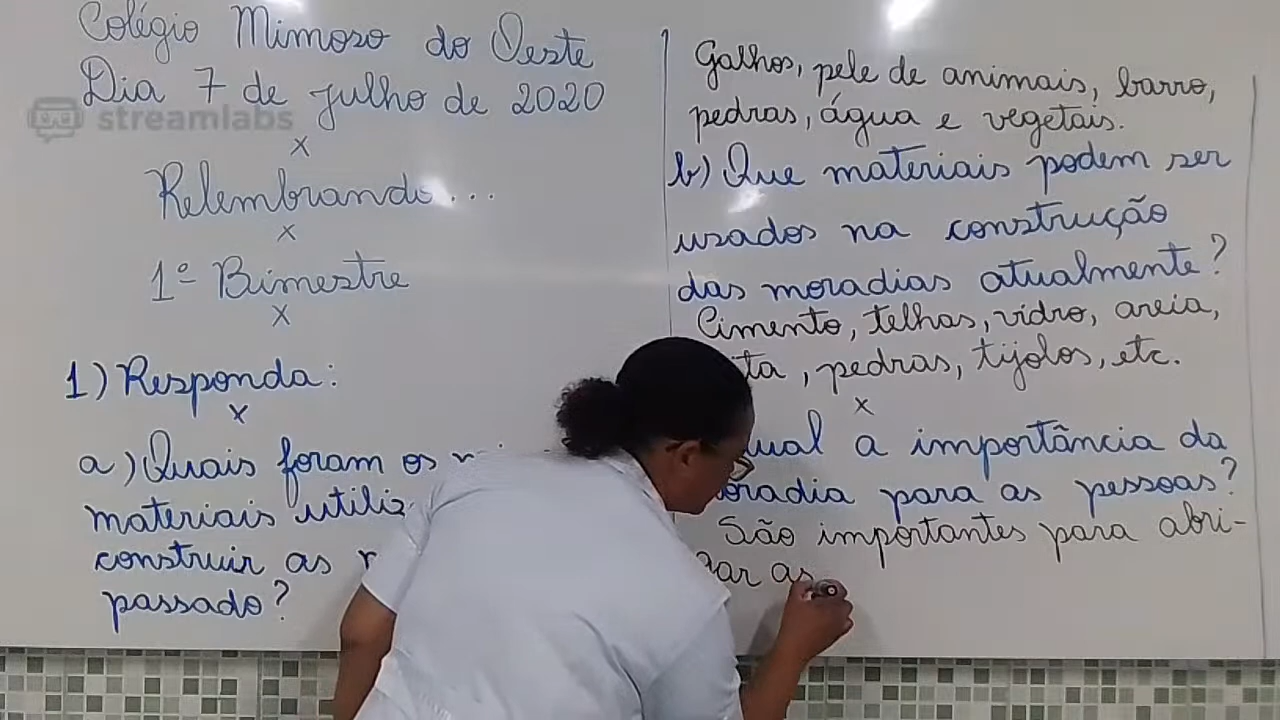 Colégio Mimoso do Oeste
Dia 7 de julho de 2020
streamlabs
x
Relembrando...
x
1º Bimestre
x
1) Responda:
x
a) Quais foram os
materiais
construir as
passado?
Galhos, pele de animais, barro,
pedras, água e vegetais.
b) Que materiais podem ser
usados na construção
das moradias atualmente?
Cimento, telhas, vidro, areia,
pedras, tijolos, etc.
x
a importância da
para as pessoas?
São importantes para abri-
gar as